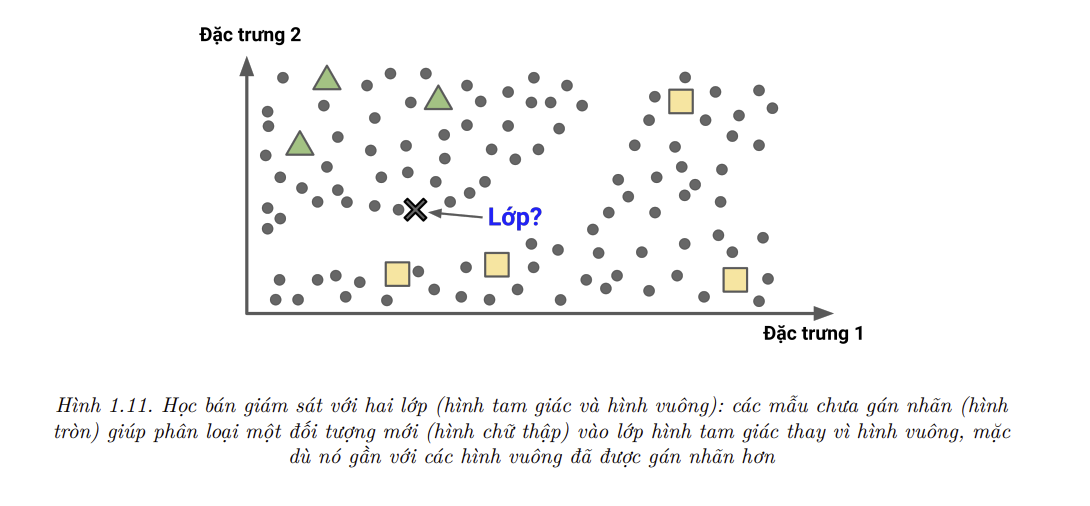 Đặc trưng 2
Lớp?
Đặc trưng 1
Hình 1.11. Học bán giám sát với hai lớp (hình tam giác và hình vuông): các mẫu chưa gán nhãn (hình
tròn) giúp phân loại một đối tượng mới (hình chữ thập) vào lớp hình tam giác thay vì hình vuông, mặc
dù nó gần với các hình vuông đã được gán nhãn hơn